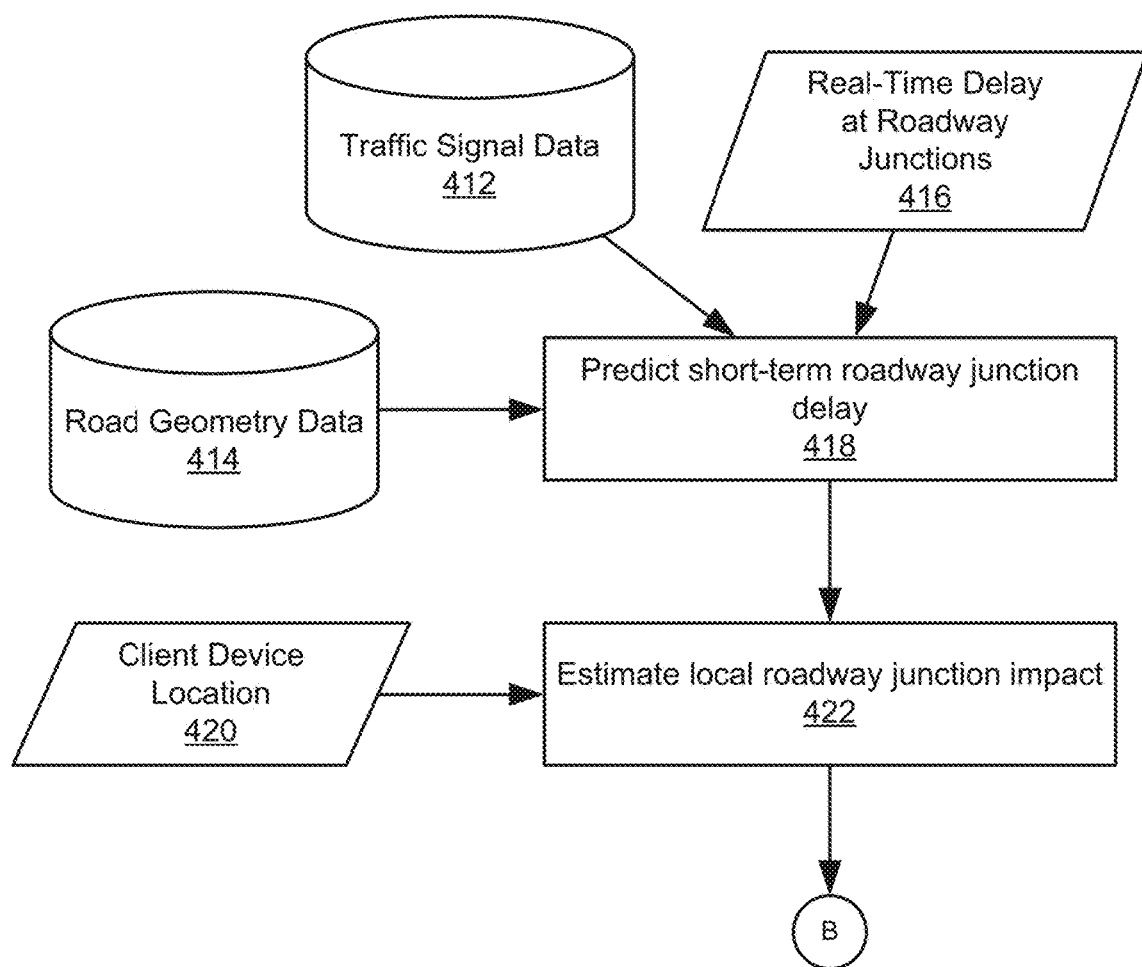 Traffic Signal Data
412
Real-Time Delay
at Roadway
Junctions
416
Road Geometry Data
414
Predict short-term roadway junction
delay
418
Client Device
Location
420
Estimate local roadway junction impact
422
B